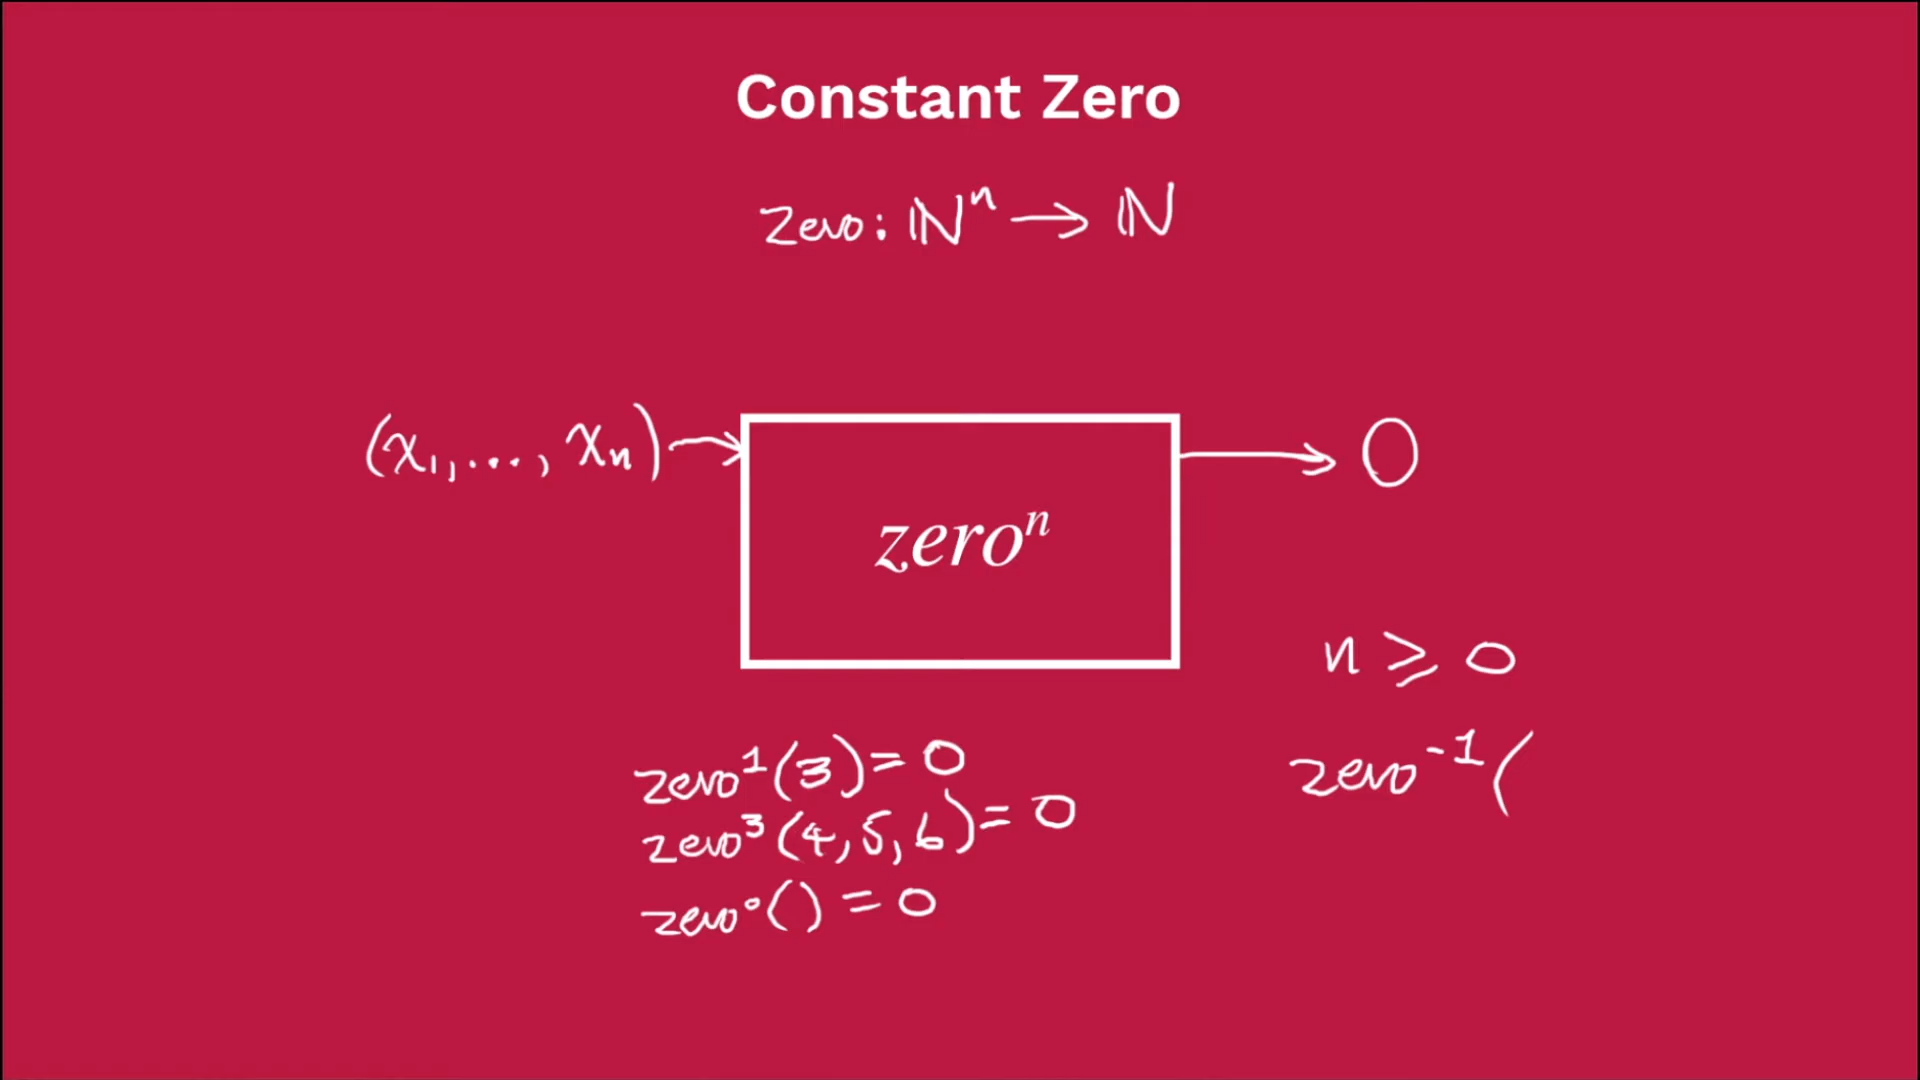 Constant Zero
zero : ℕⁿ → ℕ
(x₁, ..., xₙ) → zeroⁿ → 0
n ⩾ 0
zero¹(3) = 0
zero³(4, 5, 6) = 0
zero⁰() = 0
zero⁻¹(